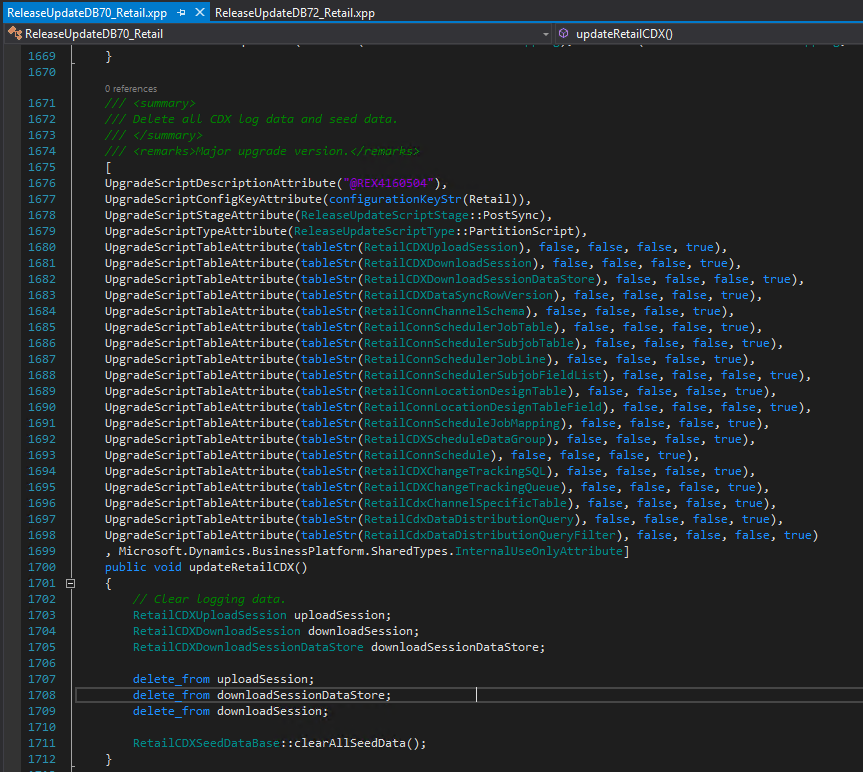 ReleaseUpdateDB70_Retail.xpp ReleaseUpdateDB72_Retail.xpp
ReleaseUpdateDB70_Retail updateRetailCDX()
1669 }
1670
0 references
1671 /// <summary>
1672 /// Delete all CDX log data and seed data.
1673 /// </summary>
1674 /// <remarks>Major upgrade version.</remarks>
1675 [
1676 UpgradeScriptDescriptionAttribute("@REX4160504"),
1677 UpgradeScriptConfigKeyAttribute(configurationKeyStr(Retail)),
1678 UpgradeScriptStageAttribute(ReleaseUpdateScriptStage::PostSync),
1679 UpgradeScriptTypeAttribute(ReleaseUpdateScriptType::PartitionScript),
1680 UpgradeScriptTableAttribute(tableStr(RetailCDXUploadSession), false, false, false, true),
1681 UpgradeScriptTableAttribute(tableStr(RetailCDXDownloadSession), false, false, false, true),
1682 UpgradeScriptTableAttribute(tableStr(RetailCDXDownloadSessionDataStore), false, false, false, true),
1683 UpgradeScriptTableAttribute(tableStr(RetailCDXDataSyncRowVersion), false, false, false, true),
1684 UpgradeScriptTableAttribute(tableStr(RetailConnChannelSchema), false, false, false, true),
1685 UpgradeScriptTableAttribute(tableStr(RetailConnSchedulerJobTable), false, false, false, true),
1686 UpgradeScriptTableAttribute(tableStr(RetailConnSchedulerSubjobTable), false, false, false, true),
1687 UpgradeScriptTableAttribute(tableStr(RetailConnSchedulerJobLine), false, false, false, true),
1688 UpgradeScriptTableAttribute(tableStr(RetailConnSchedulerSubjobFieldList), false, false, false, true),
1689 UpgradeScriptTableAttribute(tableStr(RetailConnLocationDesignTable), false, false, false, true),
1690 UpgradeScriptTableAttribute(tableStr(RetailConnLocationDesignTableField), false, false, false, true),
1691 UpgradeScriptTableAttribute(tableStr(RetailConnScheduleJobMapping), false, false, false, true),
1692 UpgradeScriptTableAttribute(tableStr(RetailCDXScheduleDataGroup), false, false, false, true),
1693 UpgradeScriptTableAttribute(tableStr(RetailConnSchedule), false, false, false, true),
1694 UpgradeScriptTableAttribute(tableStr(RetailCDXChangeTrackingSQL), false, false, false, true),
1695 UpgradeScriptTableAttribute(tableStr(RetailCDXChangeTrackingQueue), false, false, false, true),
1696 UpgradeScriptTableAttribute(tableStr(RetailCdxChannelSpecificTable), false, false, false, true),
1697 UpgradeScriptTableAttribute(tableStr(RetailCdxDataDistributionQuery), false, false, false, true),
1698 UpgradeScriptTableAttribute(tableStr(RetailCdxDataDistributionQueryFilter), false, false, false, true)
1699 , Microsoft.Dynamics.BusinessPlatform.SharedTypes.InternalUseOnlyAttribute]
1700 public void updateRetailCDX()
1701 {
1702 // Clear logging data.
1703 RetailCDXUploadSession uploadSession;
1704 RetailCDXDownloadSession downloadSession;
1705 RetailCDXDownloadSessionDataStore downloadSessionDataStore;
1706
1707 delete_from uploadSession;
1708 delete_from downloadSessionDataStore;
1709 delete_from downloadSession;
1710
1711 RetailCDXSeedDataBase::clearAllSeedData();
1712 }